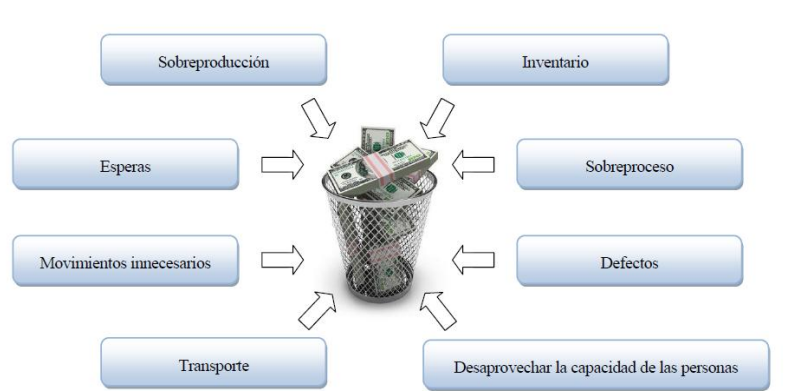 Sobreproducción
Inventario
Esperas
Sobreproceso
Movimientos innecesarios
Defectos
Transporte
Desaprovechar la capacidad de las personas